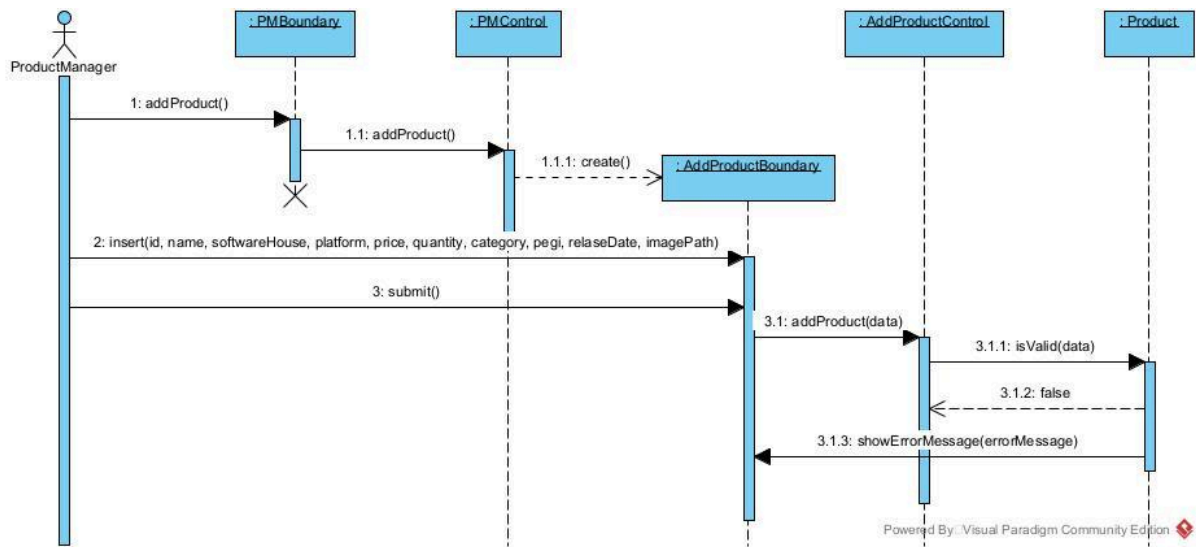 : PMBoundary
: PMControl
: AddProductControl
: Product
ProductManager
1: addProduct()
1.1: addProduct()
1.1.1: create()
: AddProductBoundary
2: insert(id, name, softwareHouse, platform, price, quantity, category, pegi, relaseDate, imagePath)
3: submit()
3.1: addProduct(data)
3.1.1: isValid(data)
3.1.2: false
3.1.3: showErrorMessage(errorMessage)
Powered By Visual Paradigm Community Edition